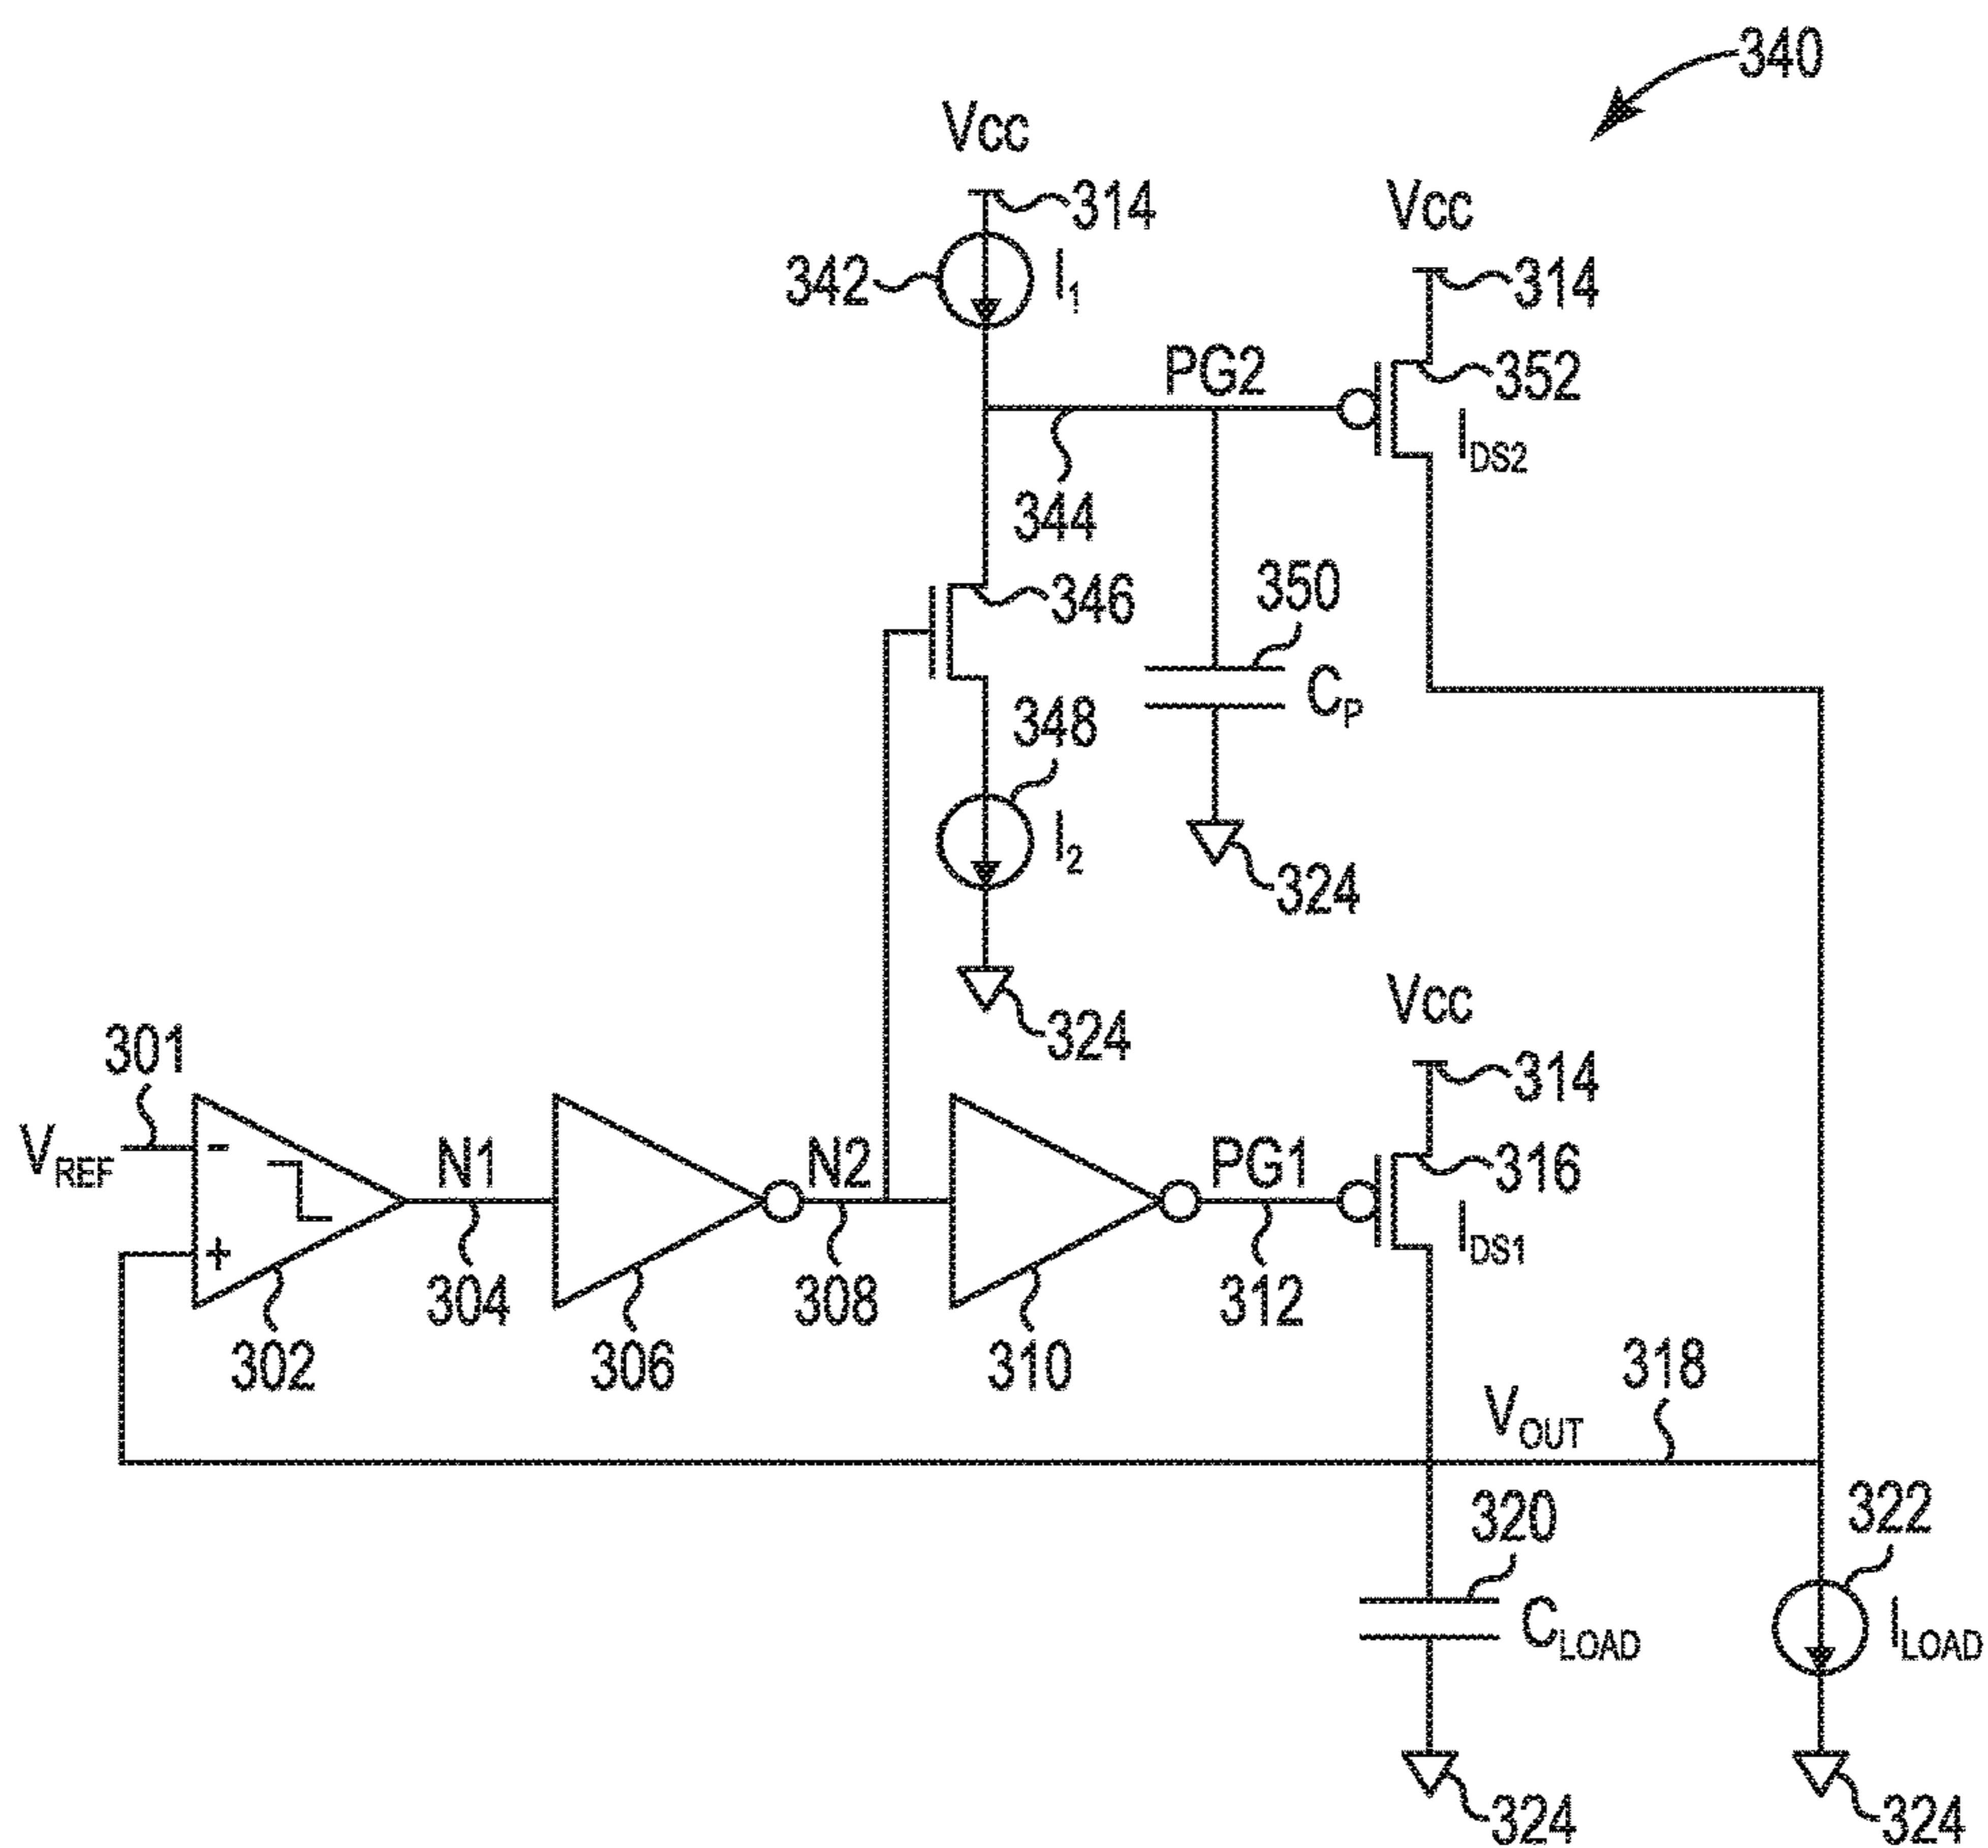 340
Vcc
314
Vcc
342
I1
314
PG2
352
IDS2
344
350
346
CP
348
I2
324
324
Vcc
301
314
VREF
-
N1
N2
PG1
316
IDS1
+
304
308
312
302
306
310
318
VOUT
320
322
CLOAD
ILOAD
324
324